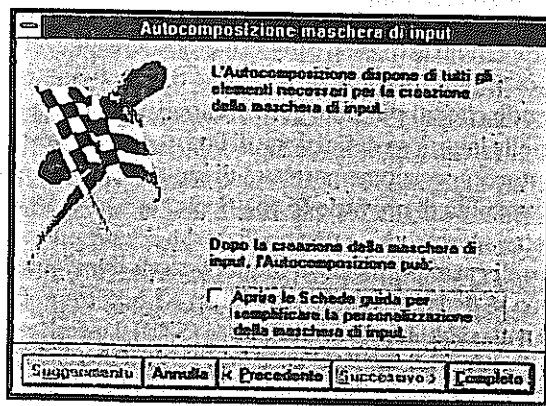 Autocomposizione maschera di input
L'Autocomposizione dispone di tutti gli
elementi necessari per la creazione
della maschera di input.
Dopo la creazione della maschera di
input, l'Autocomposizione può:
Aprire le Schede guida per
semplificare la personalizzazione
della maschera di input.
Suggerimento Annulla < Precedente Successivo > Completo